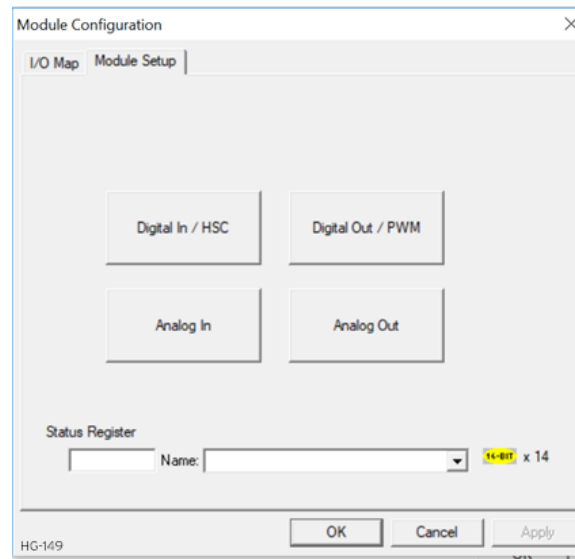 Module Configuration
I/O Map Module Setup
Digital In / HSC Digital Out / PWM
Analog In Analog Out
Status Register
Name: 16-BIT x 14
OK Cancel Apply
HG-149